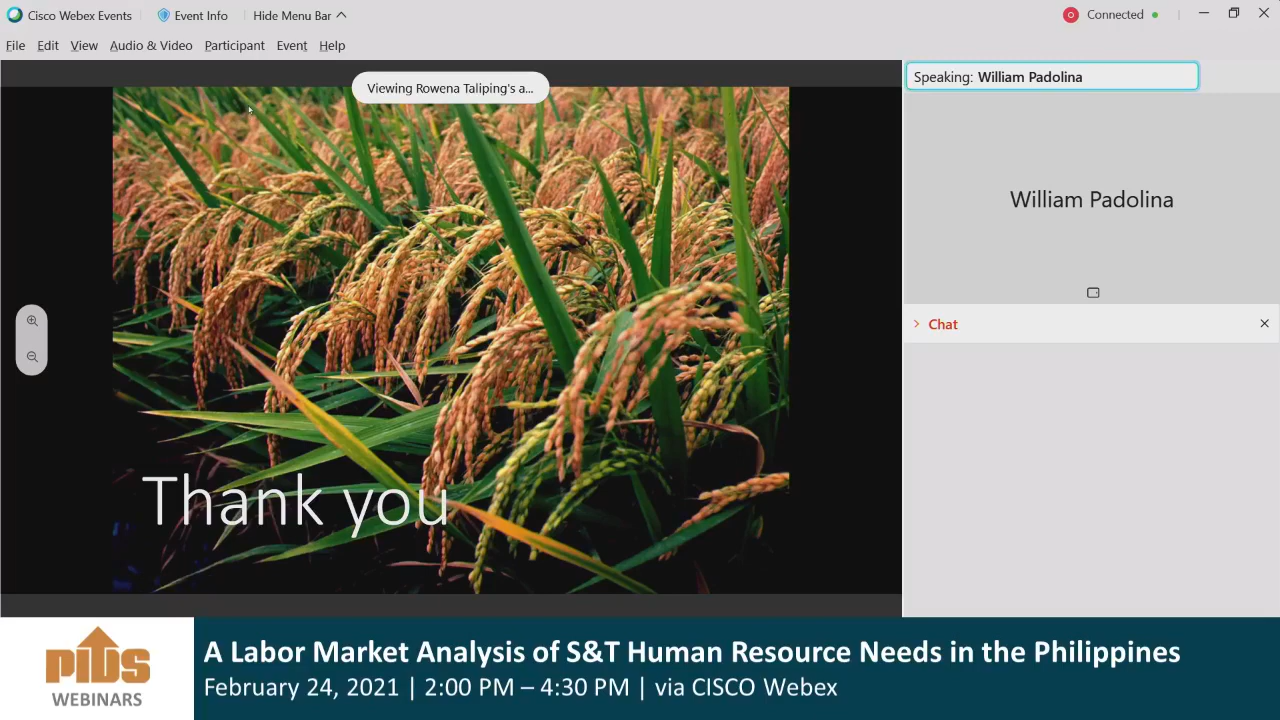 Cisco Webex Events
Event Info
Hide Menu Bar
Connected
File Edit View Audio & Video Participant Event Help
Viewing Rowena Taliping's a...
Speaking: William Padolina
William Padolina
Chat
Thank you
PIDS
WEBINARS
A Labor Market Analysis of S&T Human Resource Needs in the Philippines
February 24, 2021 | 2:00 PM – 4:30 PM | via CISCO Webex